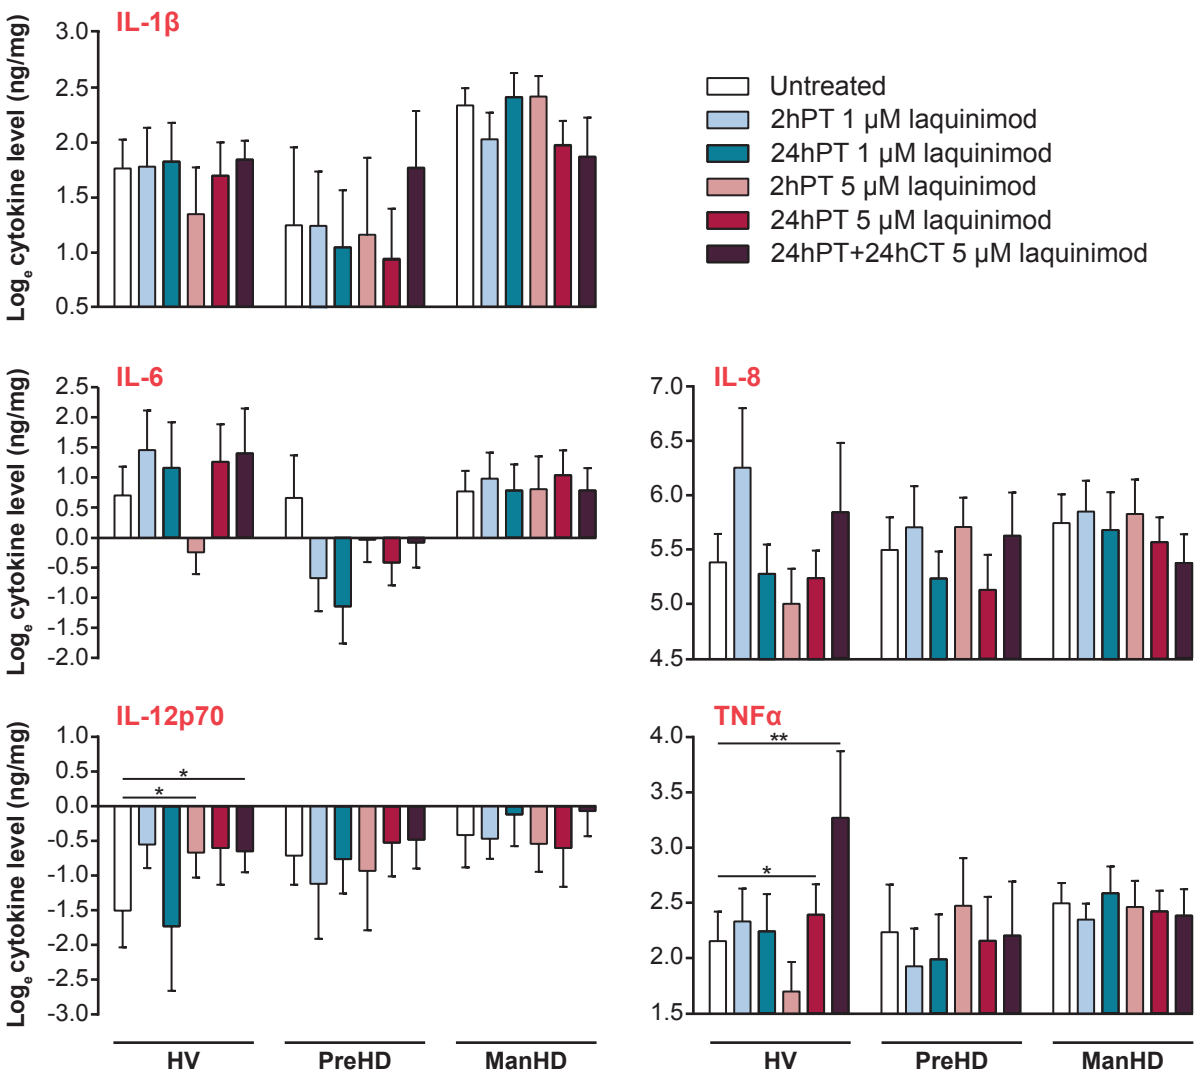 IL-1β
Logₑ cytokine level (ng/mg)
3.0
2.5
2.0
1.5
1.0
0.5
Untreated
2hPT 1 µM laquinimod
24hPT 1 µM laquinimod
2hPT 5 µM laquinimod
24hPT 5 µM laquinimod
24hPT+24hCT 5 µM laquinimod
IL-6
Logₑ cytokine level (ng/mg)
2.5
2.0
1.5
1.0
0.5
0.0
-0.5
-1.0
-1.5
-2.0
IL-8
7.0
6.5
6.0
5.5
5.0
4.5
IL-12p70
Logₑ cytokine level (ng/mg)
1.0
0.5
0.0
-0.5
-1.0
-1.5
-2.0
-2.5
-3.0
*
*
HV
PreHD
ManHD
TNFα
4.0
3.5
3.0
2.5
2.0
1.5
**
*
HV
PreHD
ManHD